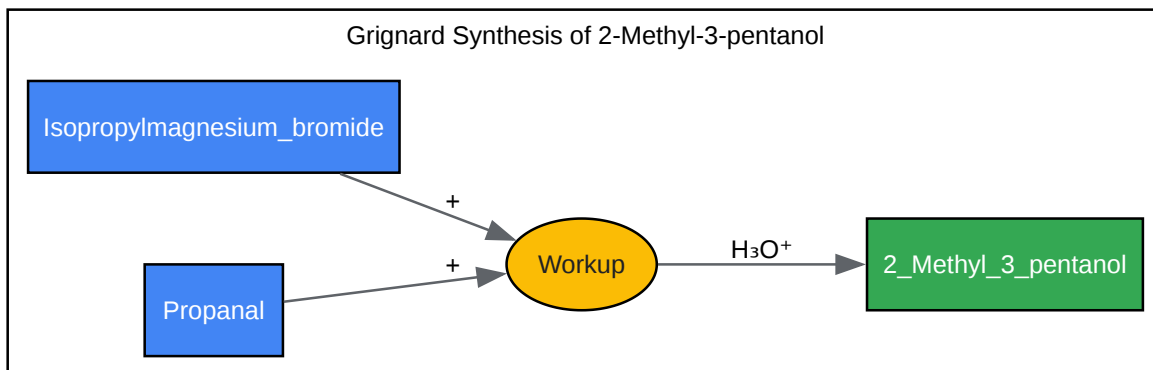 Grignard Synthesis of 2-Methyl-3-pentanol
Isopropylmagnesium_bromide
+
+
Propanal
Workup
H₃O⁺
2_Methyl_3_pentanol